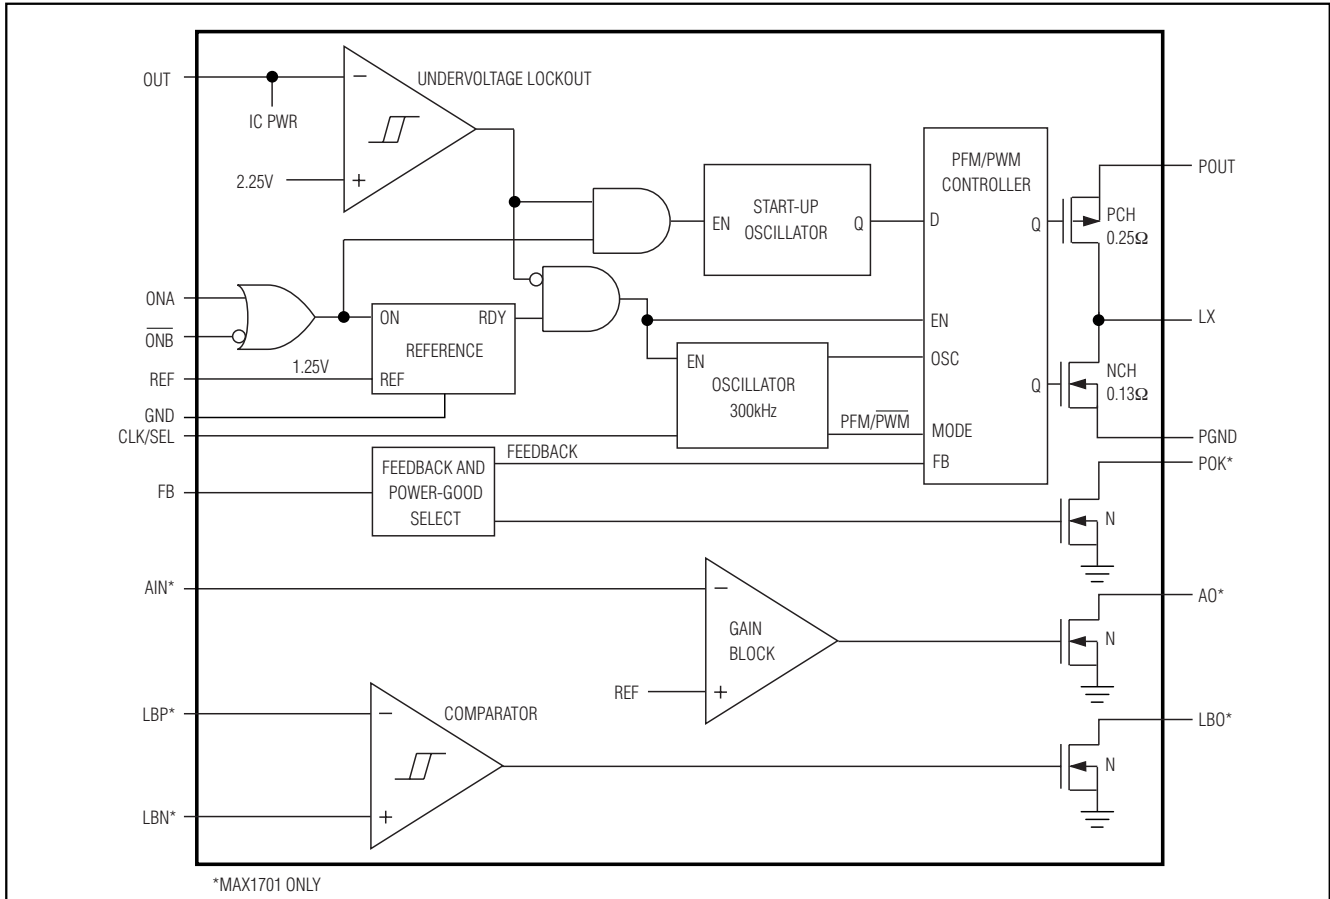 OUT
UNDERVOLTAGE LOCKOUT
−
IC PWR
2.25V
+
PFM/PWM
CONTROLLER
POUT
START-UP
OSCILLATOR
EN
Q
D
Q
PCH
0.25Ω
ONA
ON
RDY
REFERENCE
EN
LX
ONB
1.25V
REF
REF
EN
OSCILLATOR
300kHz
OSC
Q
NCH
0.13Ω
GND
CLK/SEL
PFM/PWM
MODE
PGND
FEEDBACK
FB
POK*
FB
FEEDBACK AND
POWER-GOOD
SELECT
N
AIN*
−
AO*
GAIN
BLOCK
N
REF
+
LBP*
−
COMPARATOR
LBO*
N
LBN*
+
*MAX1701 ONLY